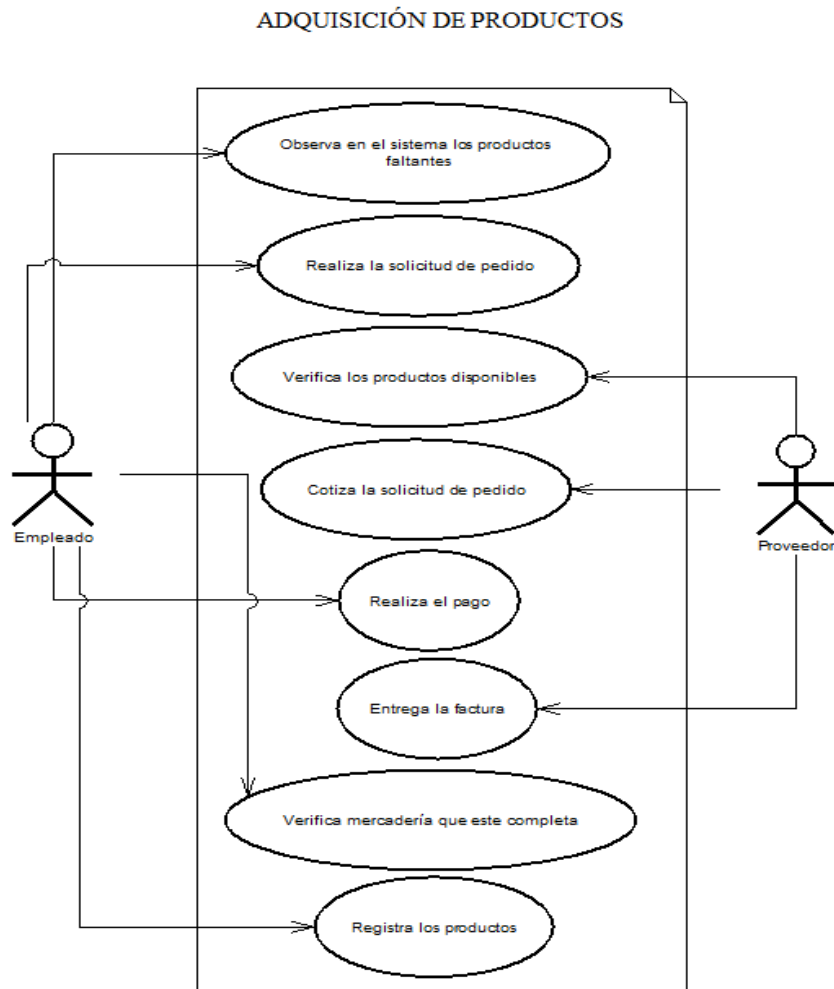 ADQUISICIÓN DE PRODUCTOS
Observa en el sistema los productos
faltantes
Realiza la solicitud de pedido
Verifica los productos disponibles
Cotiza la solicitud de pedido
Empleado
Proveedor
Realiza el pago
Entrega la factura
Verifica mercadería que este completa
Registra los productos